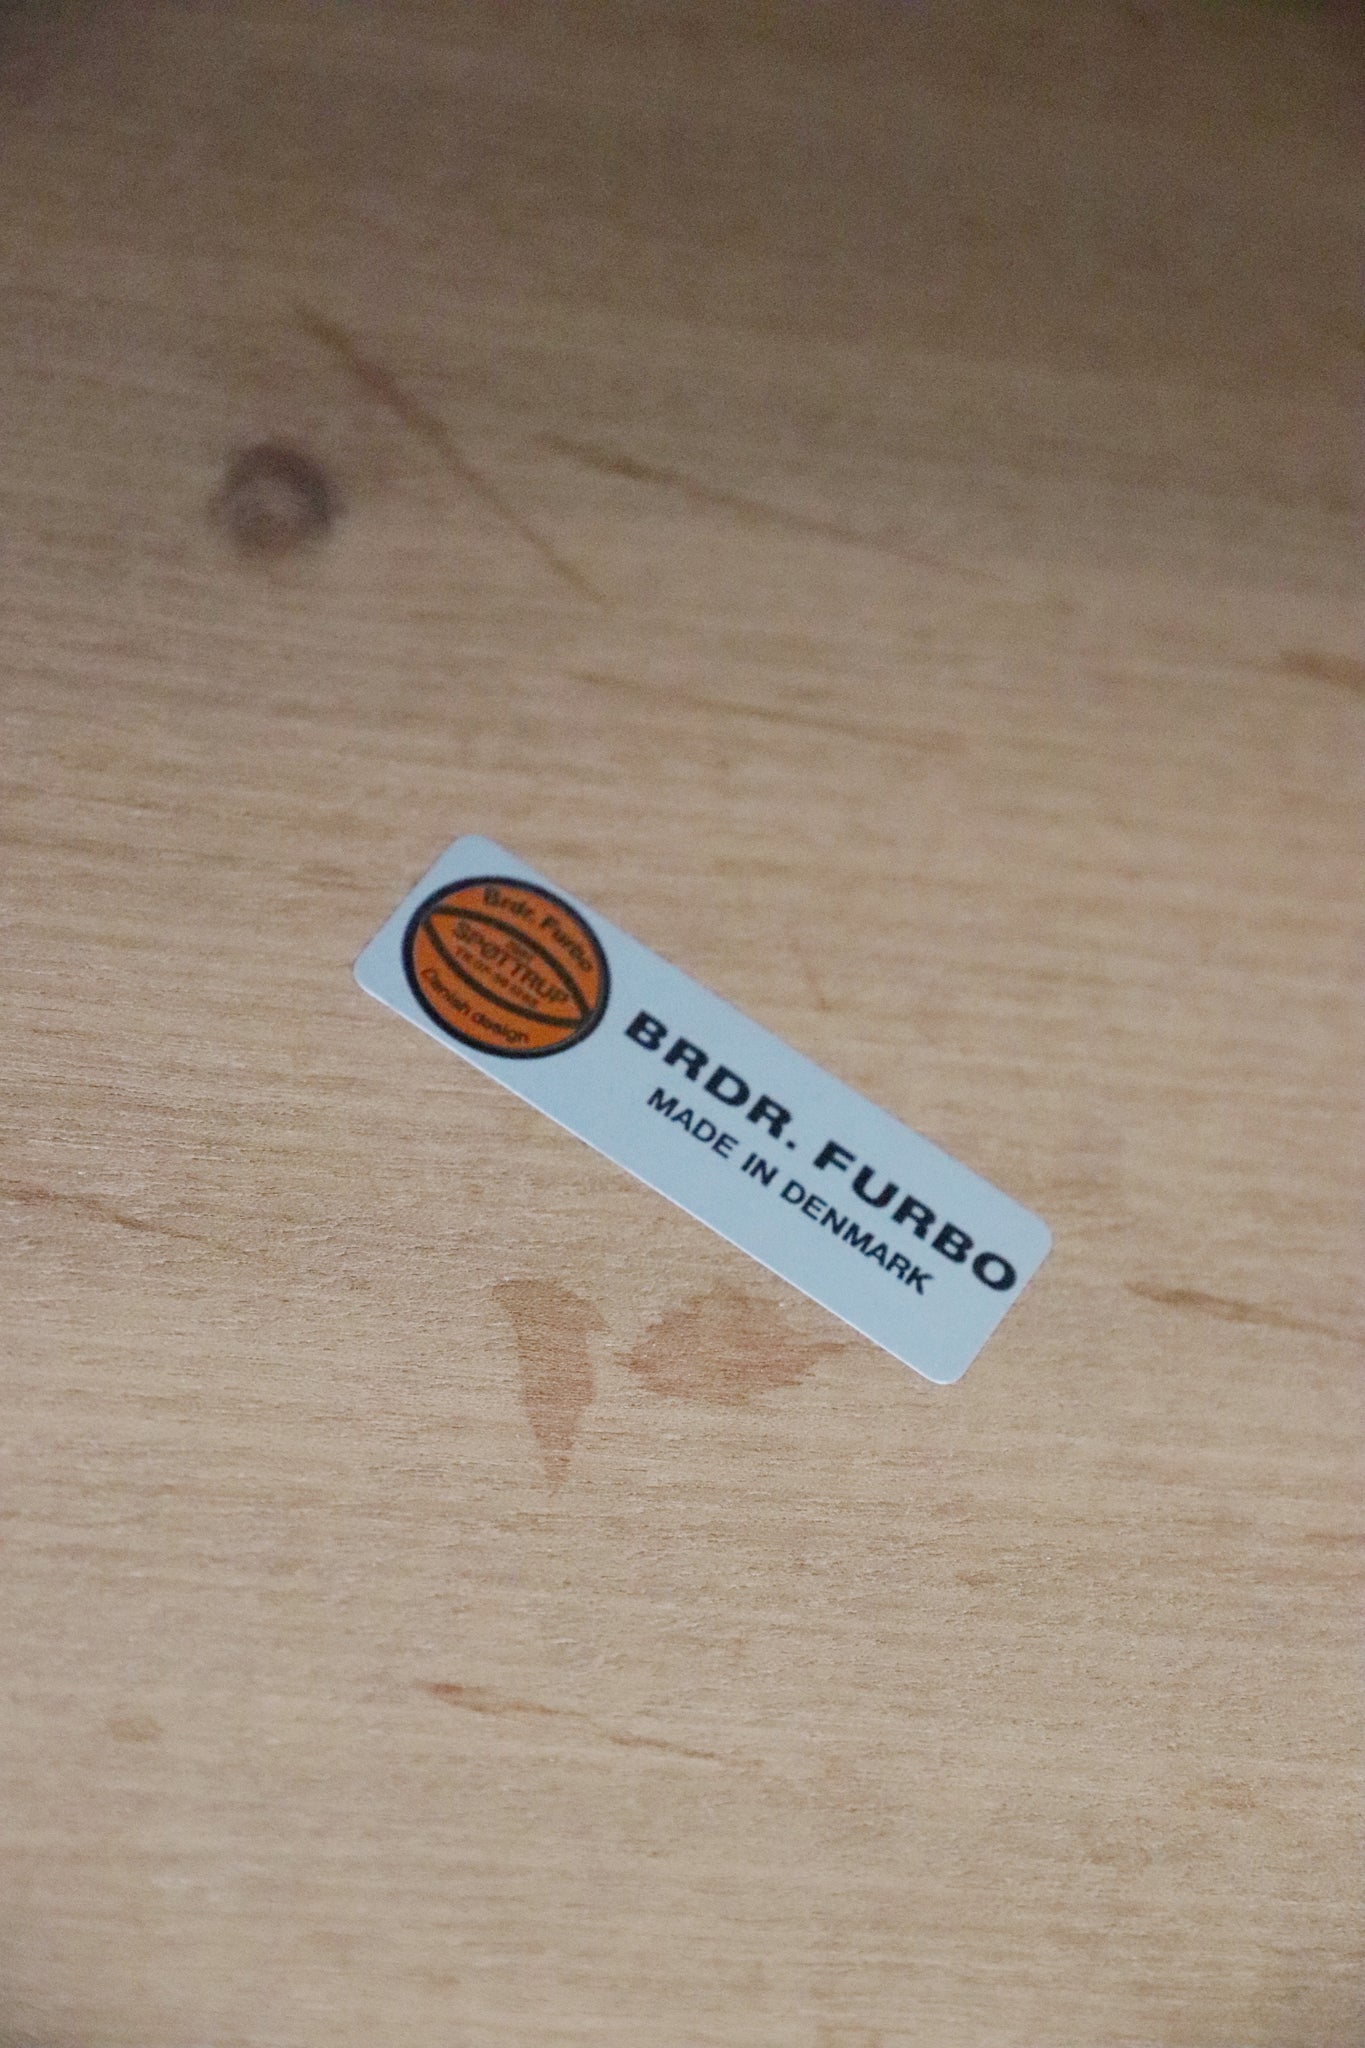 Brdr. Furbo
SPØTTRUP
Danish design
BRDR. FURBO
MADE IN DENMARK